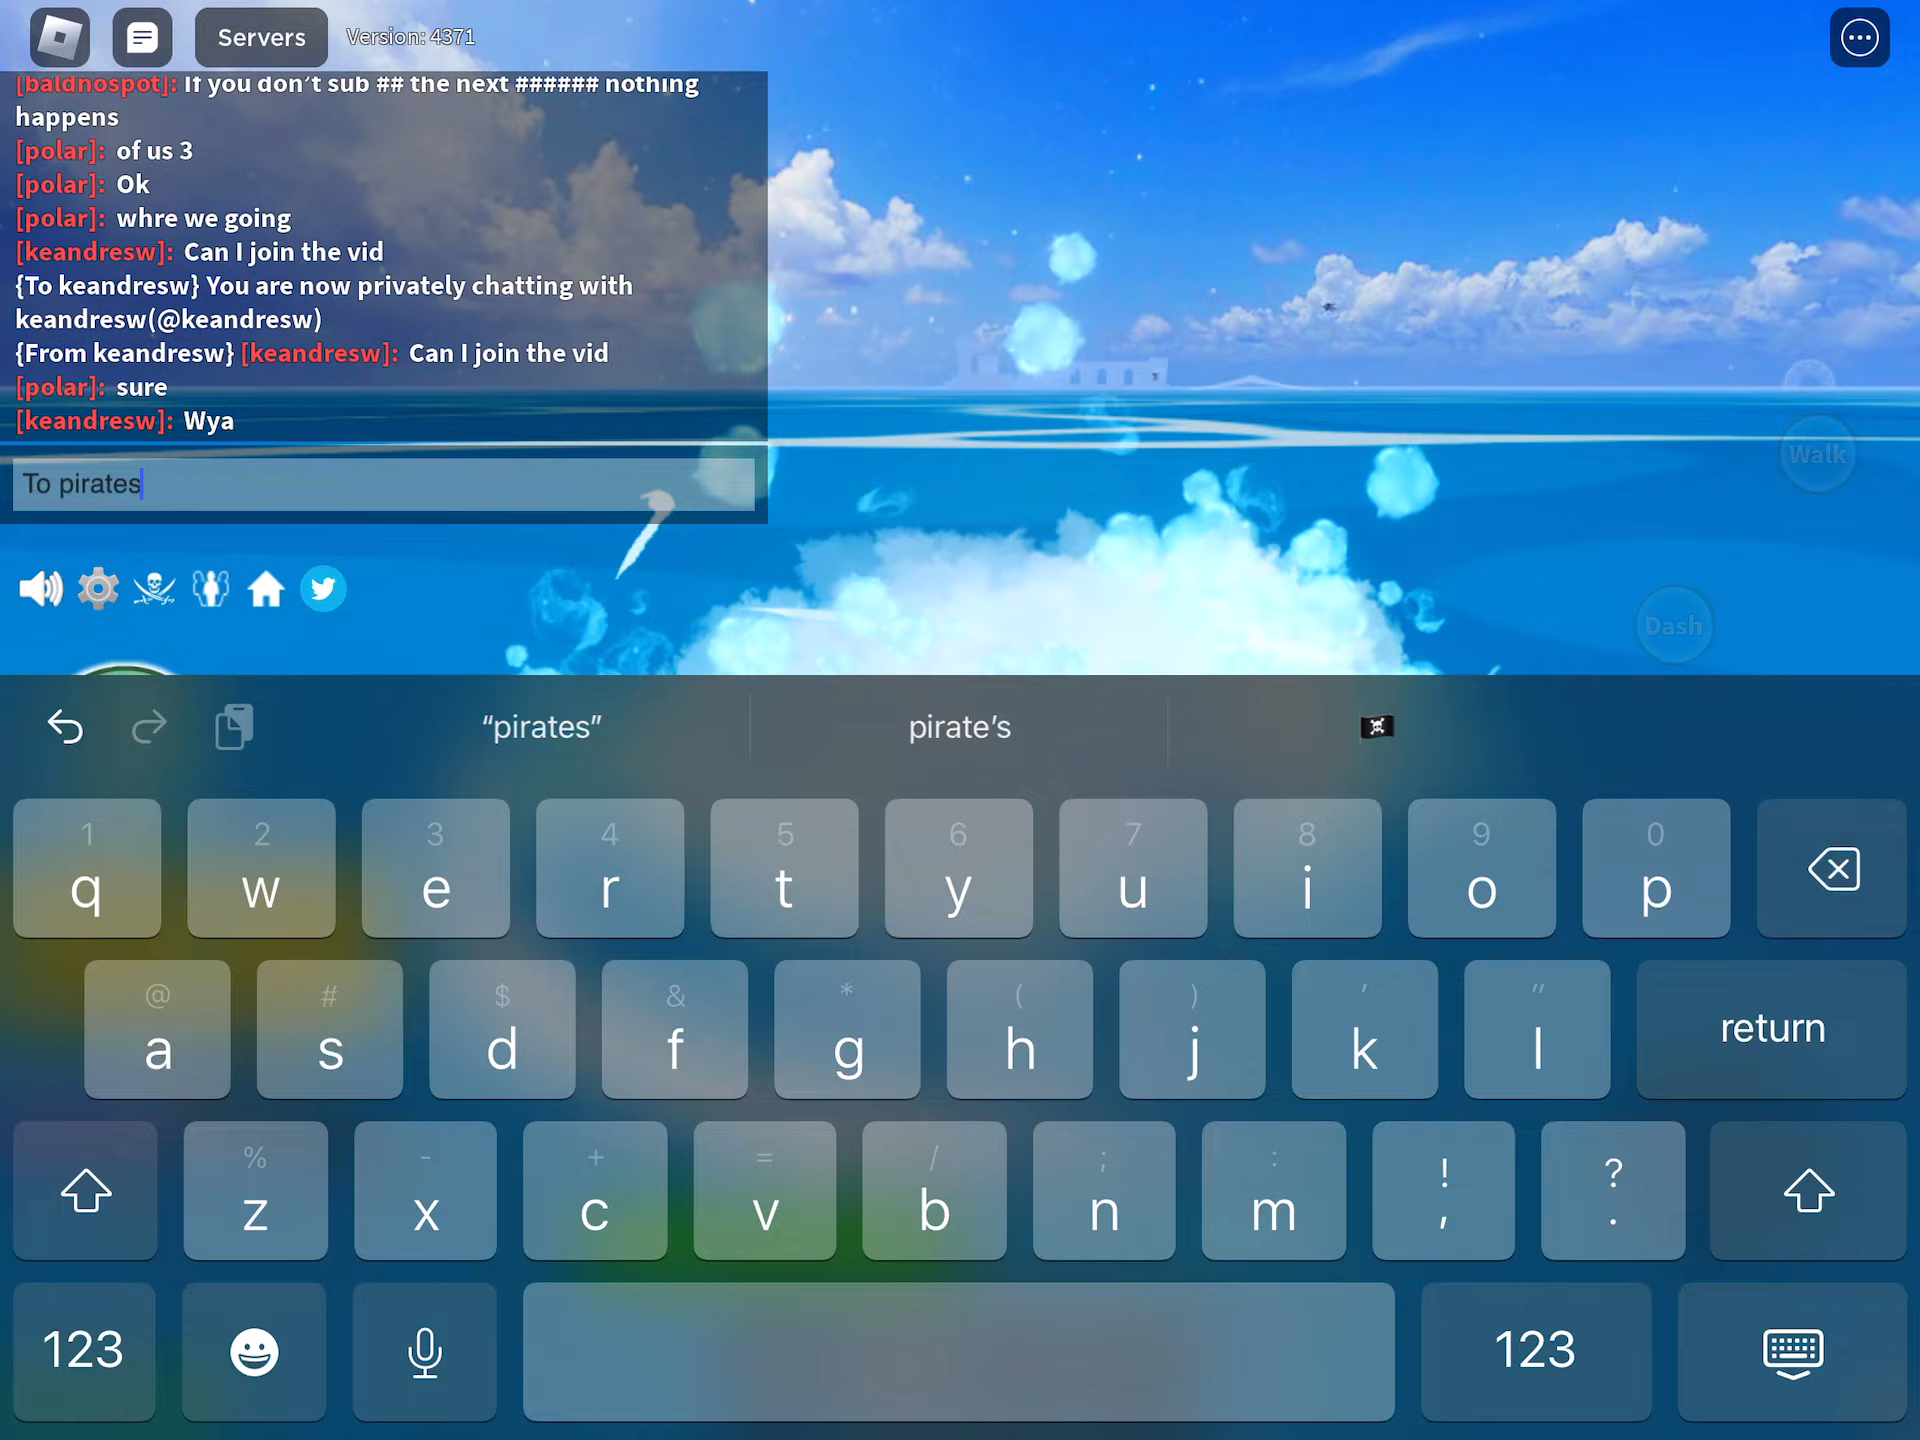 Servers
Version: 4371
[baldnospot]: If you don't sub ## the next ###### nothing
happens
[polar]: of us 3
[polar]: Ok
[polar]: whre we going
[keandresw]: Can I join the vid
{To keandresw} You are now privately chatting with
keandresw(@keandresw)
{From keandresw} [keandresw]: Can I join the vid
[polar]: sure
[keandresw]: Wya
To pirates
Walk
Dash
“pirates”
pirate's
1 2 3 4 5 6 7 8 9 0
q w e r t y u i o p
@ # $ & * ( ) ' "
a s d f g h j k l return
% - + = / ; : ! ?
z x c v b n m , .
123 123